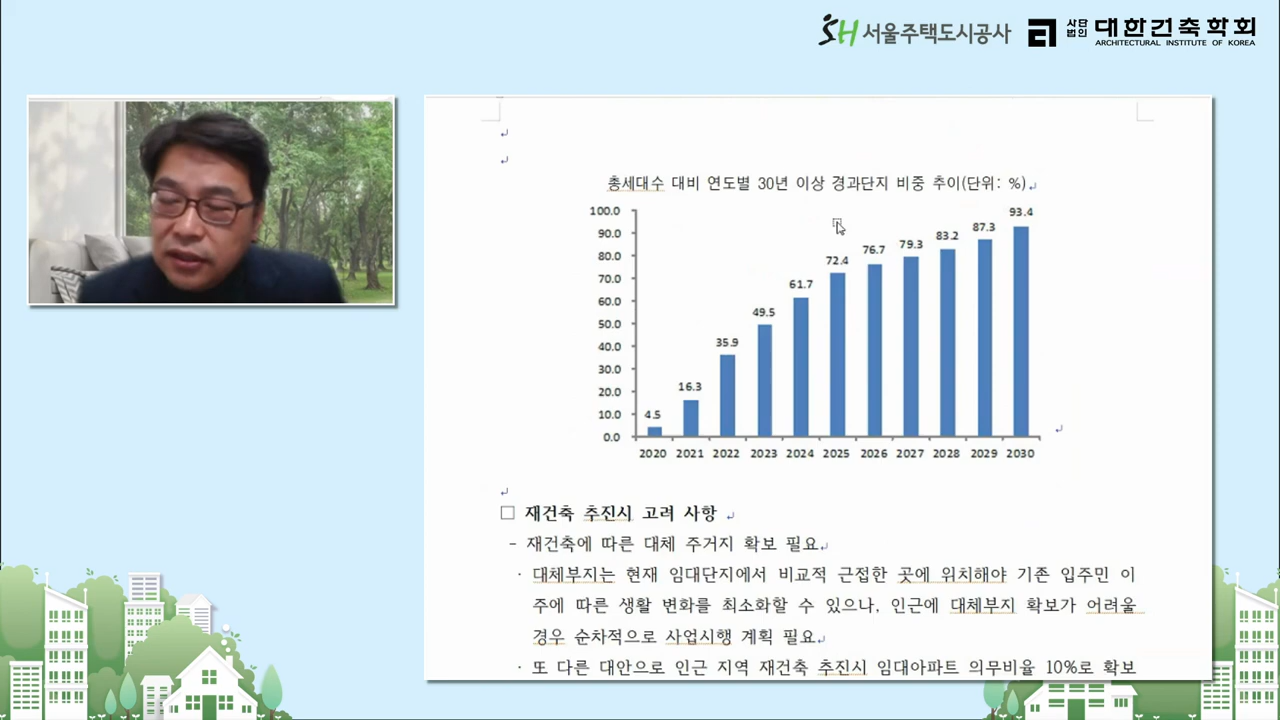 SH 서울주택도시공사
사단법인 대한건축학회
ARCHITECTURAL INSTITUTE OF KOREA
총세대수 대비 연도별 30년 이상 경과단지 비중 추이(단위: %)
100.0
90.0
80.0
70.0
60.0
50.0
40.0
30.0
20.0
10.0
0.0
4.5 16.3 35.9 49.5 61.7 72.4 76.7 79.3 83.2 87.3 93.4
2020 2021 2022 2023 2024 2025 2026 2027 2028 2029 2030
□ 재건축 추진시 고려 사항
- 재건축에 따른 대체 주거지 확보 필요
· 대체부지는 현재 임대단지에서 비교적 근접한 곳에 위치해야 기존 입주민 이
주에 따른 생활 변화를 최소화할 수 있으나, 인근에 대체부지 확보가 어려울
경우 순차적으로 사업시행 계획 필요
· 또 다른 대안으로 인근 지역 재건축 추진시 임대아파트 의무비율 10%로 확보